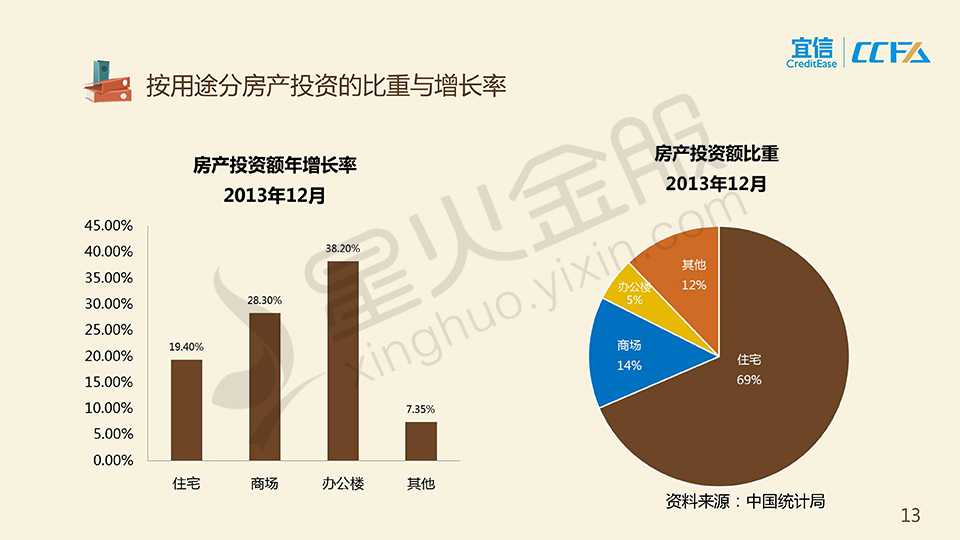 宜信
CreditEase
CCFA
按用途分房产投资的比重与增长率
房产投资额年增长率
2013年12月
45.00%
40.00%
35.00%
30.00%
25.00%
20.00%
15.00%
10.00%
5.00%
0.00%
19.40%
28.30%
38.20%
7.35%
住宅
商场
办公楼
其他
房产投资额比重
2013年12月
其他
12%
办公楼
5%
商场
14%
住宅
69%
资料来源：中国统计局
星火金服
xinghuo.yixin.com
13